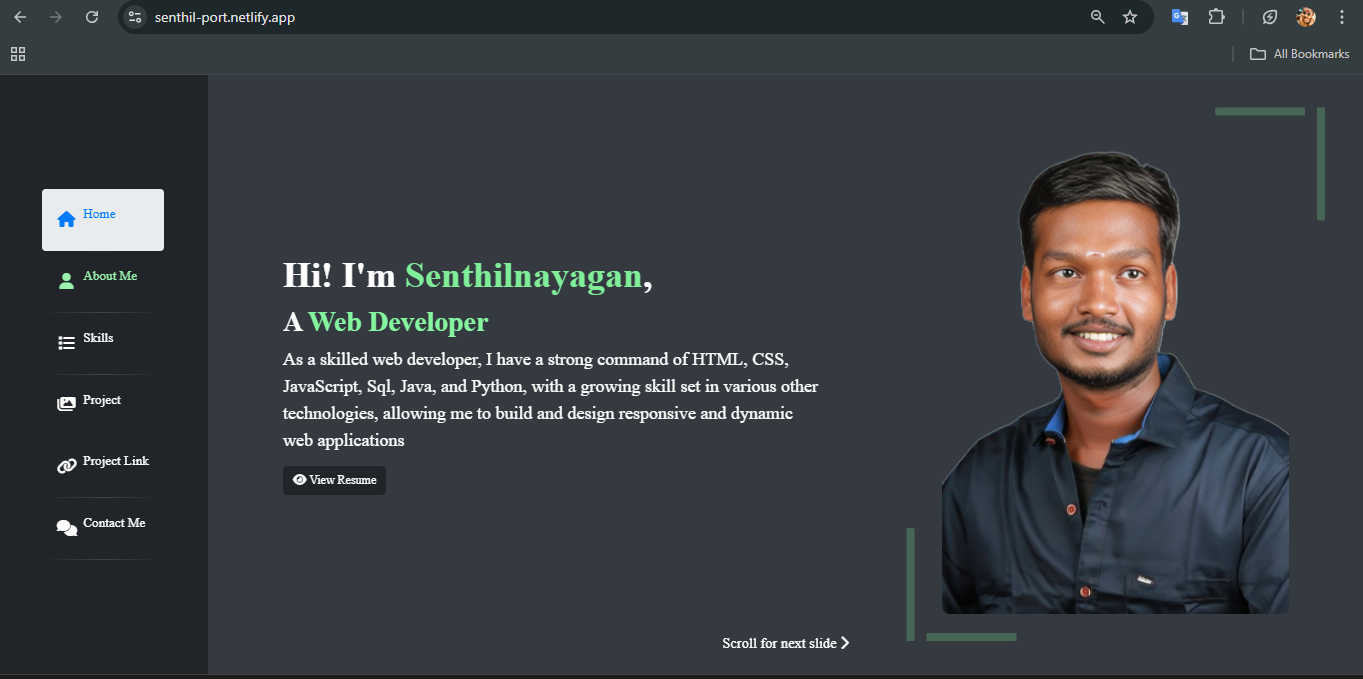 senthil-port.netlify.app
All Bookmarks
Home
About Me
Skills
Project
Project Link
Contact Me
Hi! I'm Senthilnayagan,
A Web Developer
As a skilled web developer, I have a strong command of HTML, CSS,
JavaScript, Sql, Java, and Python, with a growing skill set in various other
technologies, allowing me to build and design responsive and dynamic
web applications
View Resume
Scroll for next slide